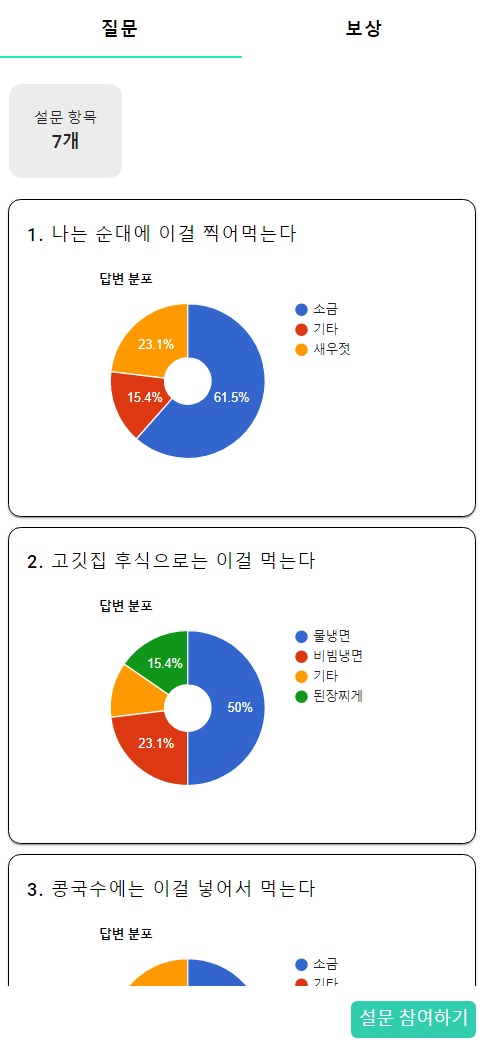 질문
보상
설문 항목
7개
1. 나는 순대에 이걸 찍어먹는다
답변 분포
23.1%
15.4%
61.5%
소금
기타
새우젓
2. 고깃집 후식으로는 이걸 먹는다
답변 분포
15.4%
50%
23.1%
물냉면
비빔냉면
기타
된장찌개
3. 콩국수에는 이걸 넣어서 먹는다
답변 분포
소금
기타
설문 참여하기